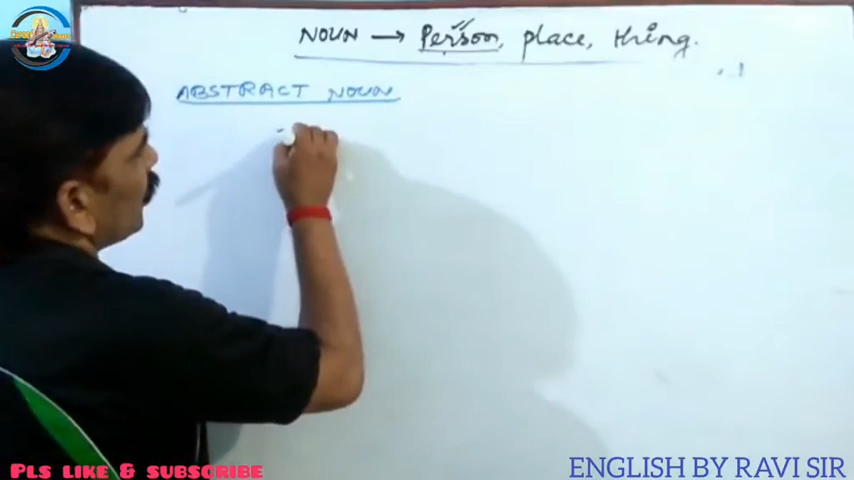 NOUN → Person, place, thing.
ABSTRACT NOUN
PLS LIKE & SUBSCRIBE
ENGLISH BY RAVI SIR